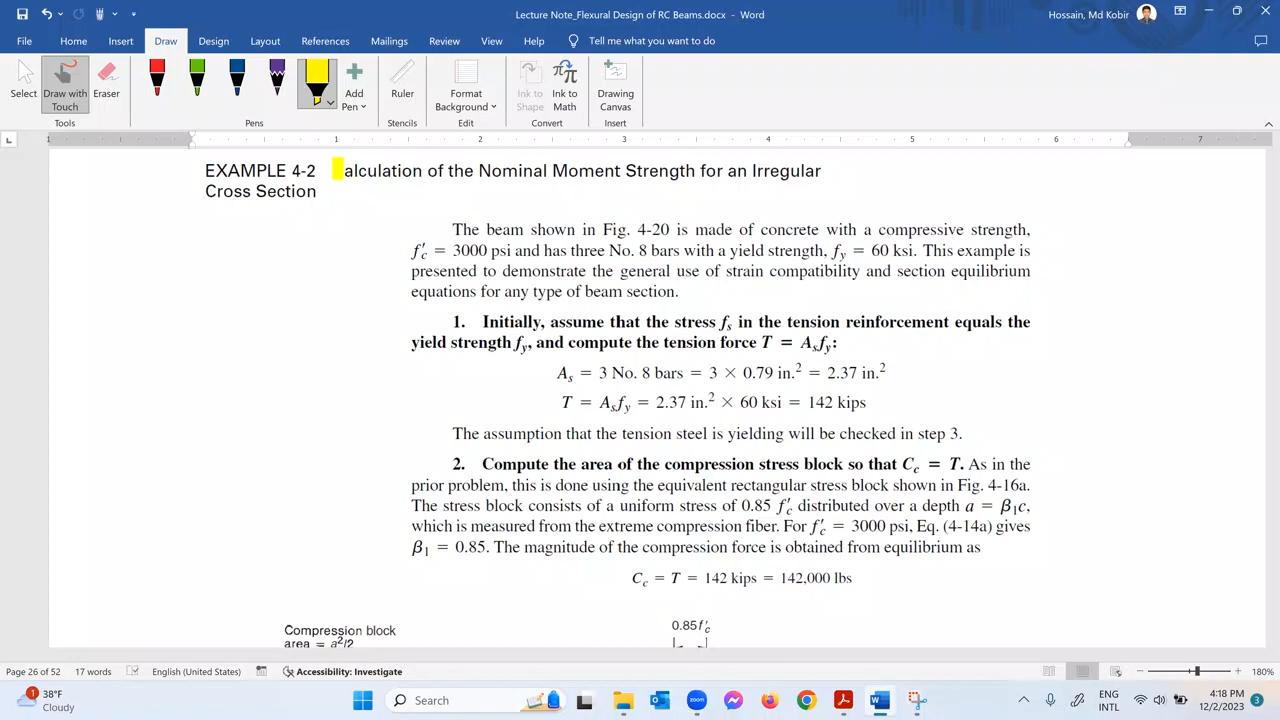 Lecture Note_Flexural Design of RC Beams.docx - Word
Hossain, Md Kobir
File Home Insert Draw Design Layout References Mailings Review View Help Tell me what you want to do
Select
Draw with Touch
Eraser
Add Pen
Ruler
Format Background
Ink to Shape
Ink to Math
Drawing Canvas
Tools Pens Stencils Edit Convert Insert
1 1 2 3 4 5 6 7
EXAMPLE 4-2 alculation of the Nominal Moment Strength for an Irregular
Cross Section
The beam shown in Fig. 4-20 is made of concrete with a compressive strength,
f′c = 3000 psi and has three No. 8 bars with a yield strength, fy = 60 ksi. This example is
presented to demonstrate the general use of strain compatibility and section equilibrium
equations for any type of beam section.
1. Initially, assume that the stress fs in the tension reinforcement equals the
yield strength fy, and compute the tension force T = Asfy:
As = 3 No. 8 bars = 3 × 0.79 in.² = 2.37 in.²
T = Asfy = 2.37 in.² × 60 ksi = 142 kips
The assumption that the tension steel is yielding will be checked in step 3.
2. Compute the area of the compression stress block so that Cc = T. As in the
prior problem, this is done using the equivalent rectangular stress block shown in Fig. 4-16a.
The stress block consists of a uniform stress of 0.85 f′c distributed over a depth a = β1c,
which is measured from the extreme compression fiber. For f′c = 3000 psi, Eq. (4-14a) gives
β1 = 0.85. The magnitude of the compression force is obtained from equilibrium as
Cc = T = 142 kips = 142,000 lbs
Compression block
area = a²/2
0.85f′c
Page 26 of 52 17 words English (United States) Accessibility: Investigate 180%
1
38°F
Cloudy
Search
zoom
W
ENG
INTL
4:18 PM
12/2/2023
3